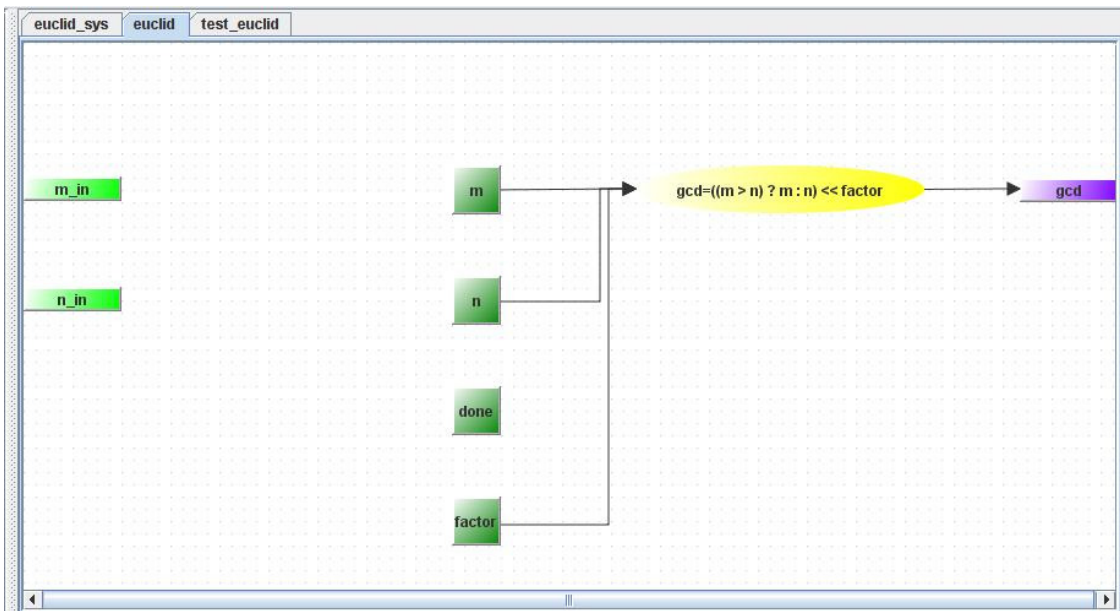 euclid_sys euclid test_euclid
m_in m gcd=((m > n) ? m : n) << factor gcd
n_in n
done
factor